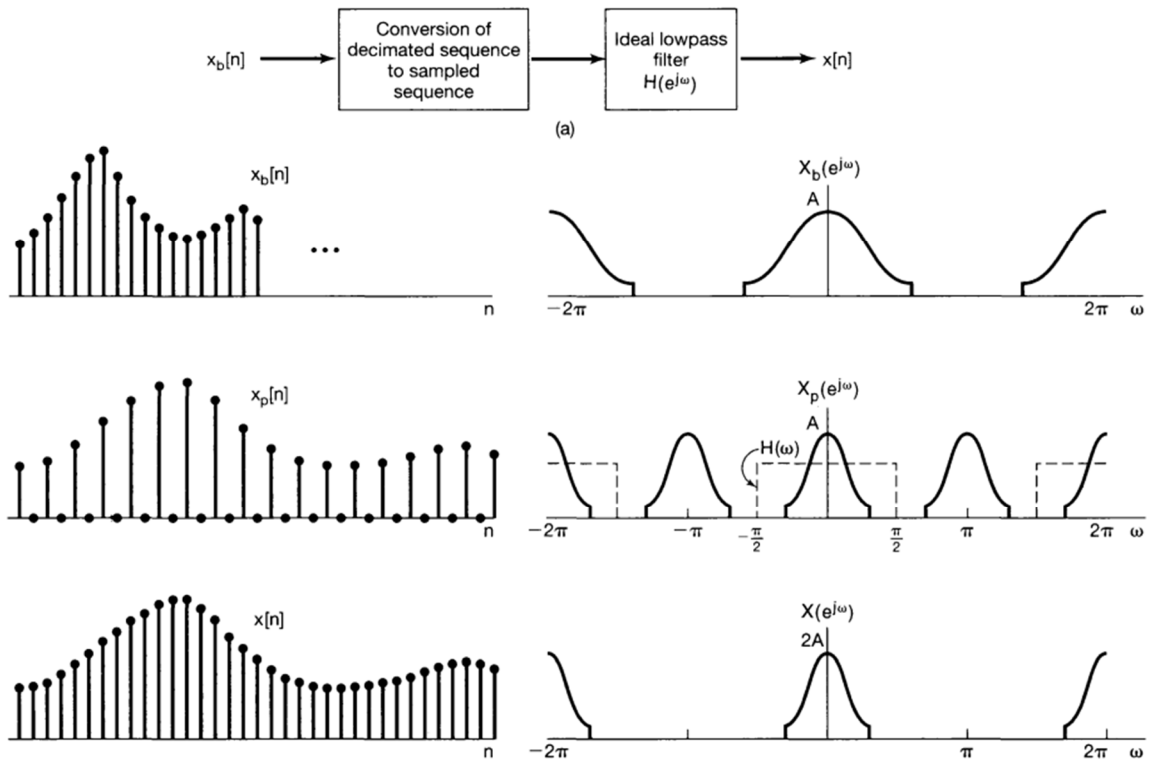 x_b[n]
Conversion
of
decimated sequence
to sampled
sequence
Ideal lowpass
filter
H(e^{jω})
x[n]
(a)
x_b[n]
...
n
X_b(e^{jω})
A
−2π
2π
ω
x_p[n]
n
X_p(e^{jω})
A
H(ω)
−2π
−π
−π/2
π/2
π
2π
ω
x[n]
n
X(e^{jω})
2A
−2π
π
2π
ω